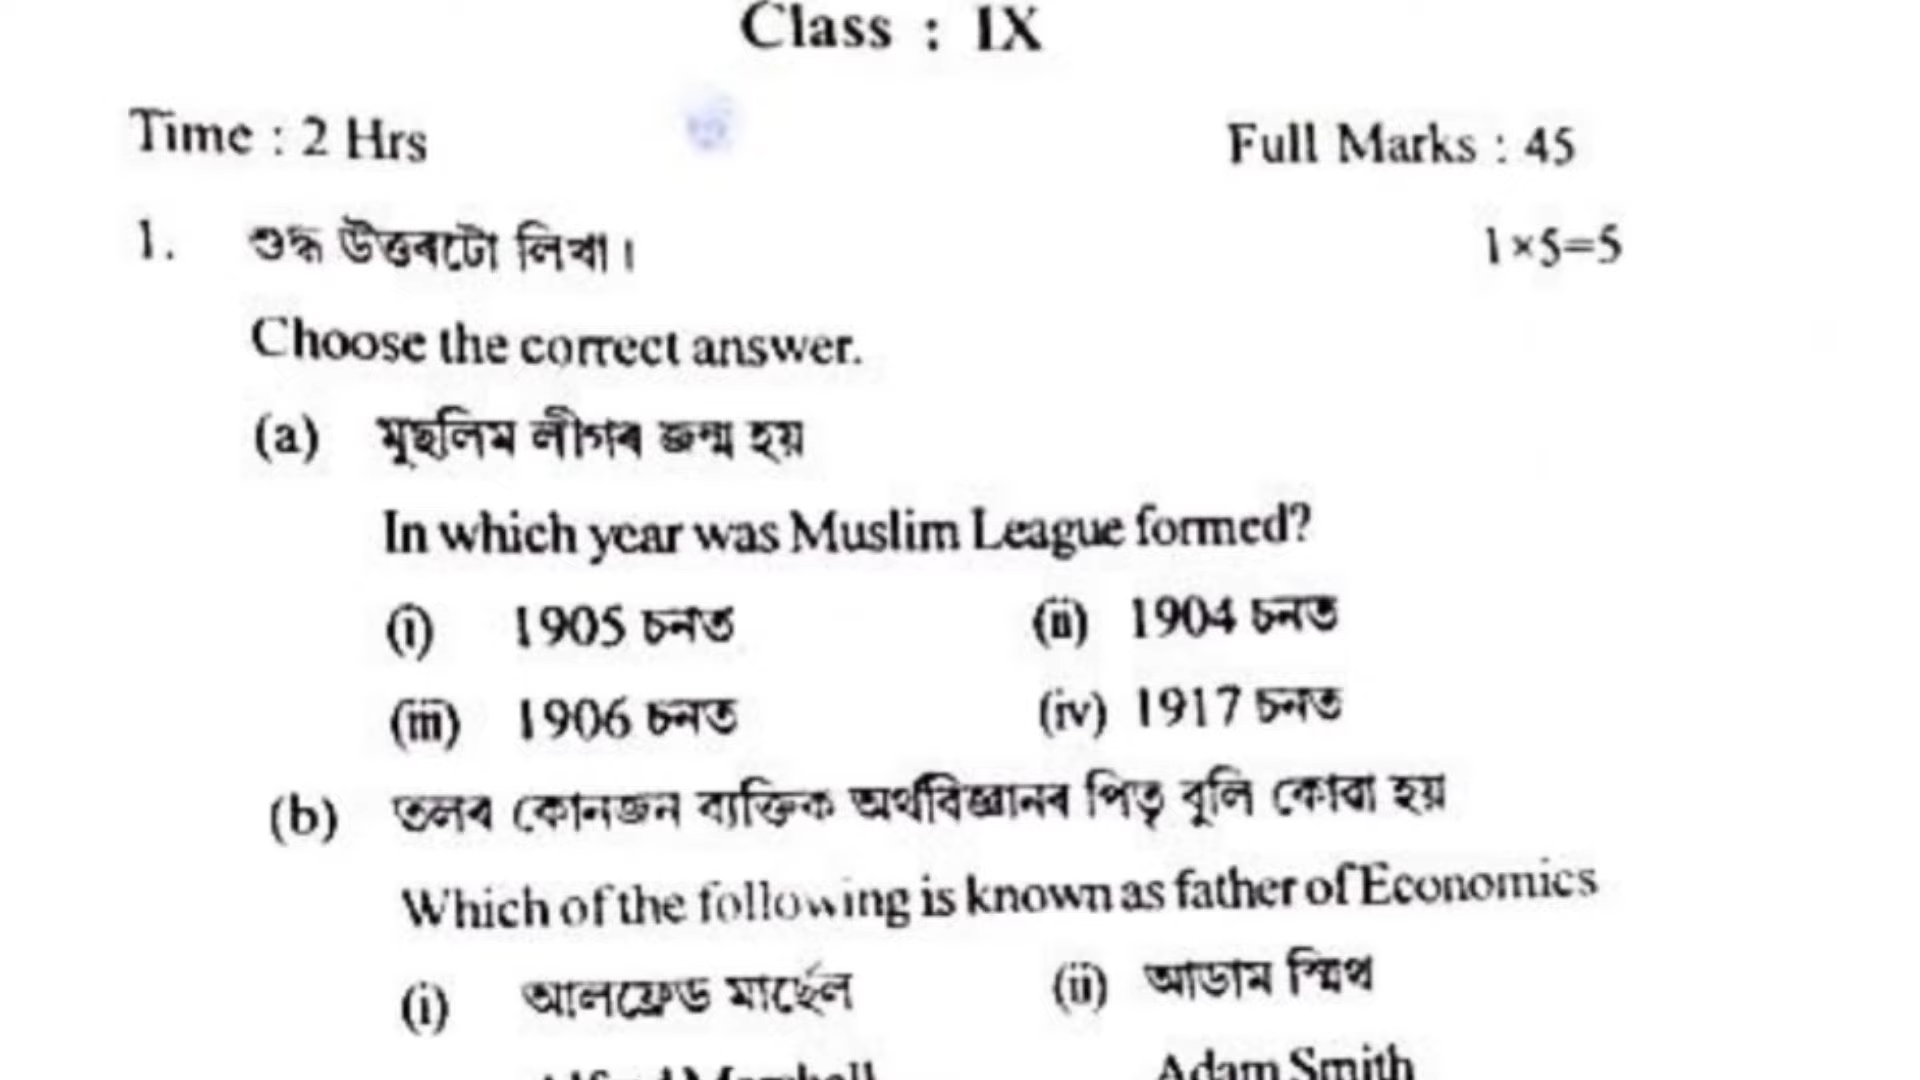 Class : IX
Time : 2 Hrs Full Marks : 45
1. শুদ্ধ উত্তৰটো লিখা। 1×5=5
Choose the correct answer.
(a) মুছলিম লীগৰ জন্ম হয়
In which year was Muslim League formed?
(i) 1905 চনত (ii) 1904 চনত
(iii) 1906 চনত (iv) 1917 চনত
(b) তলৰ কোনজন ব্যক্তিক অৰ্থবিজ্ঞানৰ পিতৃ বুলি কোৱা হয়
Which of the following is known as father of Economics
(i) আলফ্ৰেড মাৰ্ছেল (ii) আডাম স্মিথ
Alfred Marshall Adam Smith